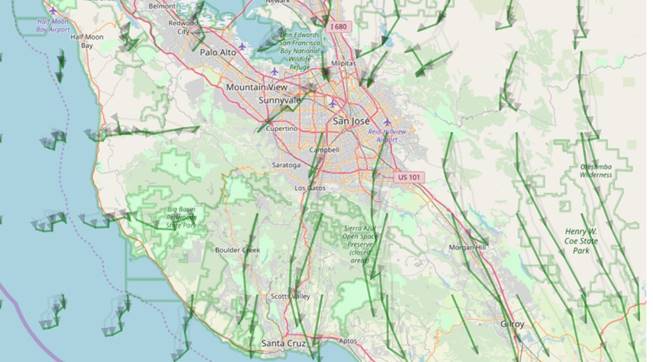 Belmont
Newark
Half Moon
Bay Airport
Redwood
City
I 680
Half Moon
Bay
Don Edwards
San Francisco
Bay National
Wildlife
Refuge
Palo Alto
Milpitas
Mountain View
Sunnyvale
San José
Cupertino
Reid-Hillview
Airport
Campbell
Saratoga
US 101
Los Gatos
Big Basin
Redwoods
State Park
Sierra Azul
Open Space
Preserve
(closed
area)
Henry W.
Coe State
Park
Boulder Creek
Morgan Hill
Scotts Valley
Gilroy
Santa Cruz
Aptos